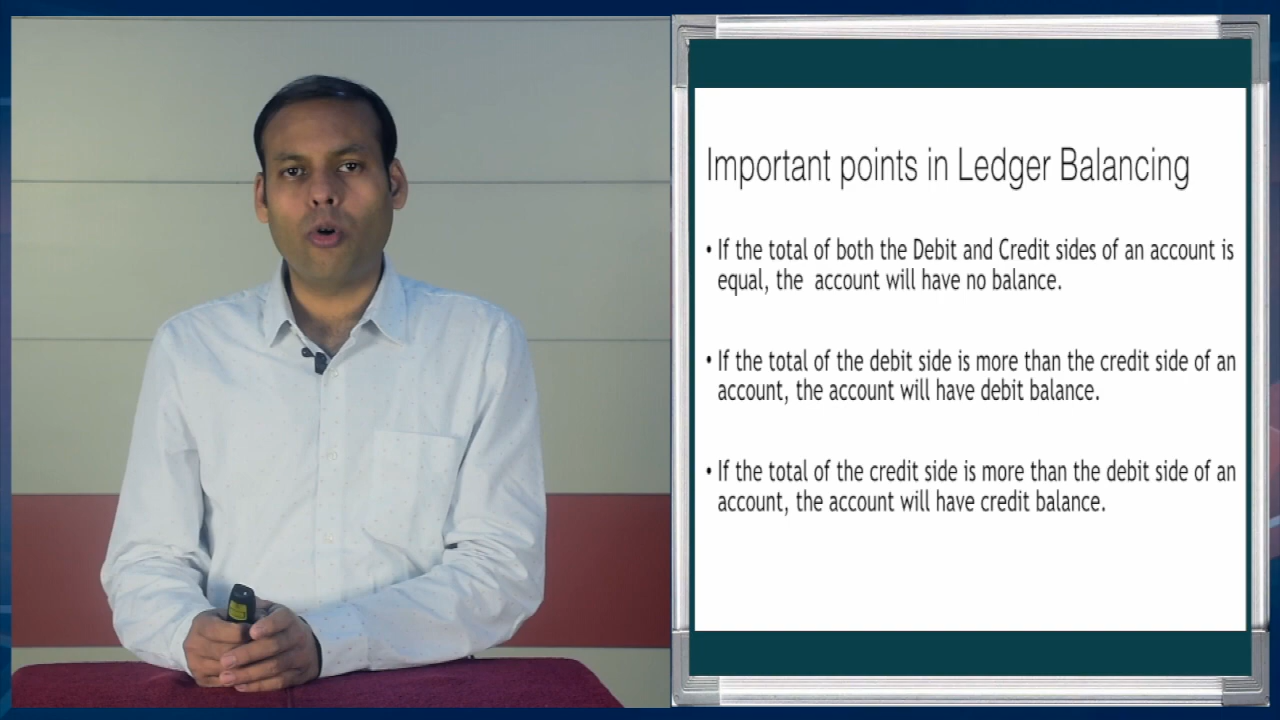 Important points in Ledger Balancing
• If the total of both the Debit and Credit sides of an account is
equal, the account will have no balance.
• If the total of the debit side is more than the credit side of an
account, the account will have debit balance.
• If the total of the credit side is more than the debit side of an
account, the account will have credit balance.